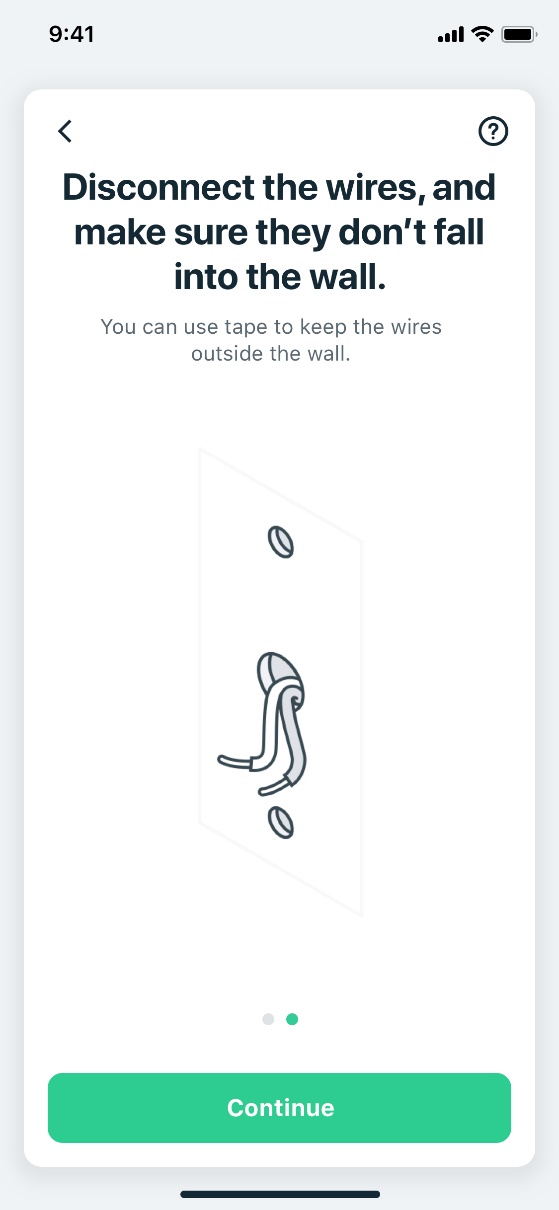 9:41
?
Disconnect the wires, and
make sure they don’t fall
into the wall.
You can use tape to keep the wires
outside the wall.
Continue